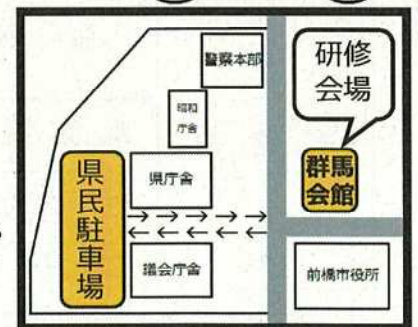 警察本部
研修
会場
昭和
庁舎
群馬
会館
県庁舎
県民駐車場
→→→→→
←←←←←
議会庁舎
前橋市役所